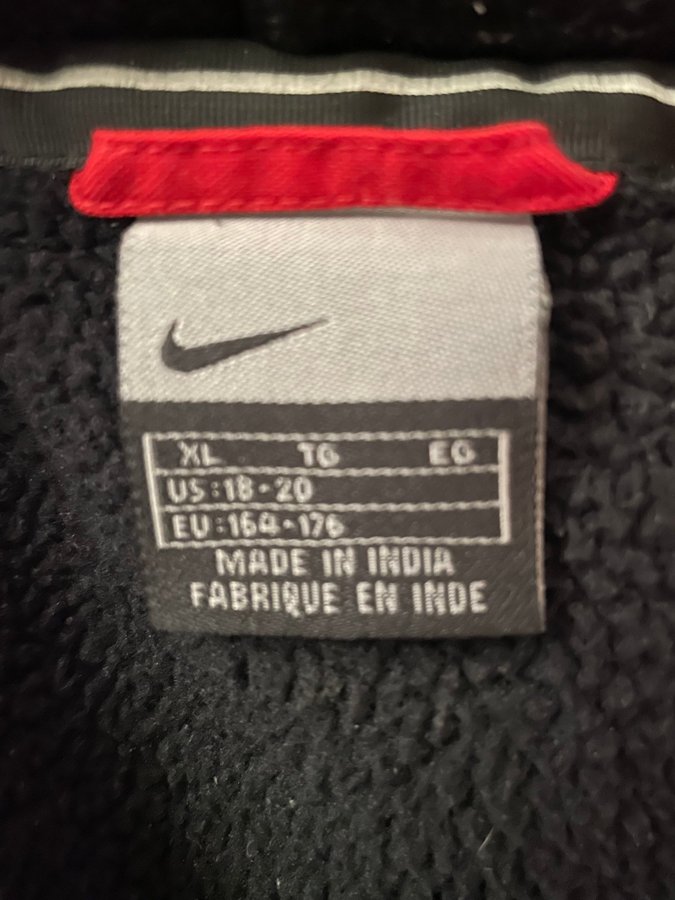 XL TG EG
US:18-20
EU:164-176
MADE IN INDIA
FABRIQUE EN INDE